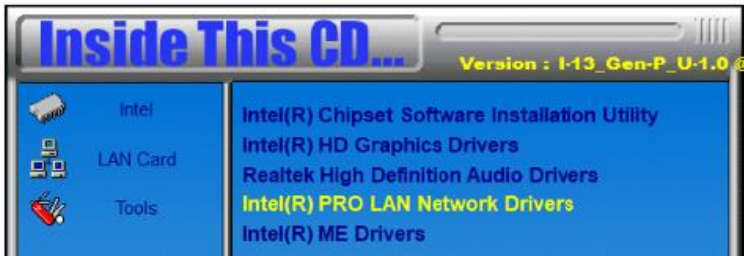 Inside This CD...
Version : I-13_Gen-P_U-1.0 @
Intel
LAN Card
Tools
Intel(R) Chipset Software Installation Utility
Intel(R) HD Graphics Drivers
Realtek High Definition Audio Drivers
Intel(R) PRO LAN Network Drivers
Intel(R) ME Drivers